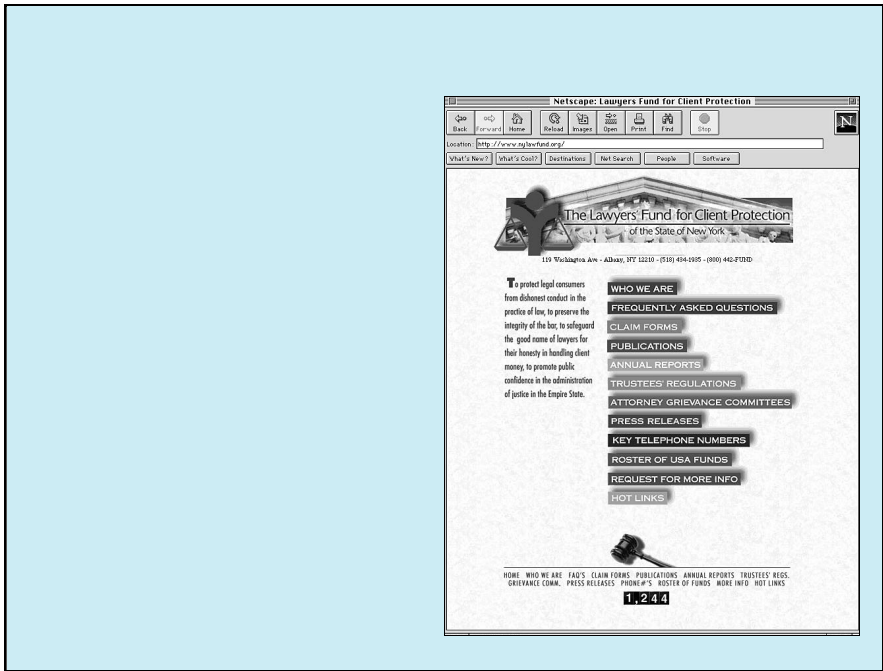 Netscape: Lawyers Fund for Client Protection
Back Forward Home Reload Images Open Print Find Stop
N
Location: http://www.nylawfund.org/
What's New? What's Cool? Destinations Net Search People Software
The Lawyers' Fund for Client Protection
of the State of New York
119 Washington Ave - Albany, NY 12210 - (518) 434-1935 - (800) 442-FUND
To protect legal consumers
from dishonest conduct in the
practice of law, to preserve the
integrity of the bar, to safeguard
the good name of lawyers for
their honesty in handling client
money, to promote public
confidence in the administration
of justice in the Empire State.
WHO WE ARE
FREQUENTLY ASKED QUESTIONS
CLAIM FORMS
PUBLICATIONS
ANNUAL REPORTS
TRUSTEES' REGULATIONS
ATTORNEY GRIEVANCE COMMITTEES
PRESS RELEASES
KEY TELEPHONE NUMBERS
ROSTER OF USA FUNDS
REQUEST FOR MORE INFO
HOT LINKS
HOME WHO WE ARE FAQ'S CLAIM FORMS PUBLICATIONS ANNUAL REPORTS TRUSTEES' REGS.
GRIEVANCE COMM. PRESS RELEASES PHONE#'S ROSTER OF FUNDS MORE INFO HOT LINKS
1,244